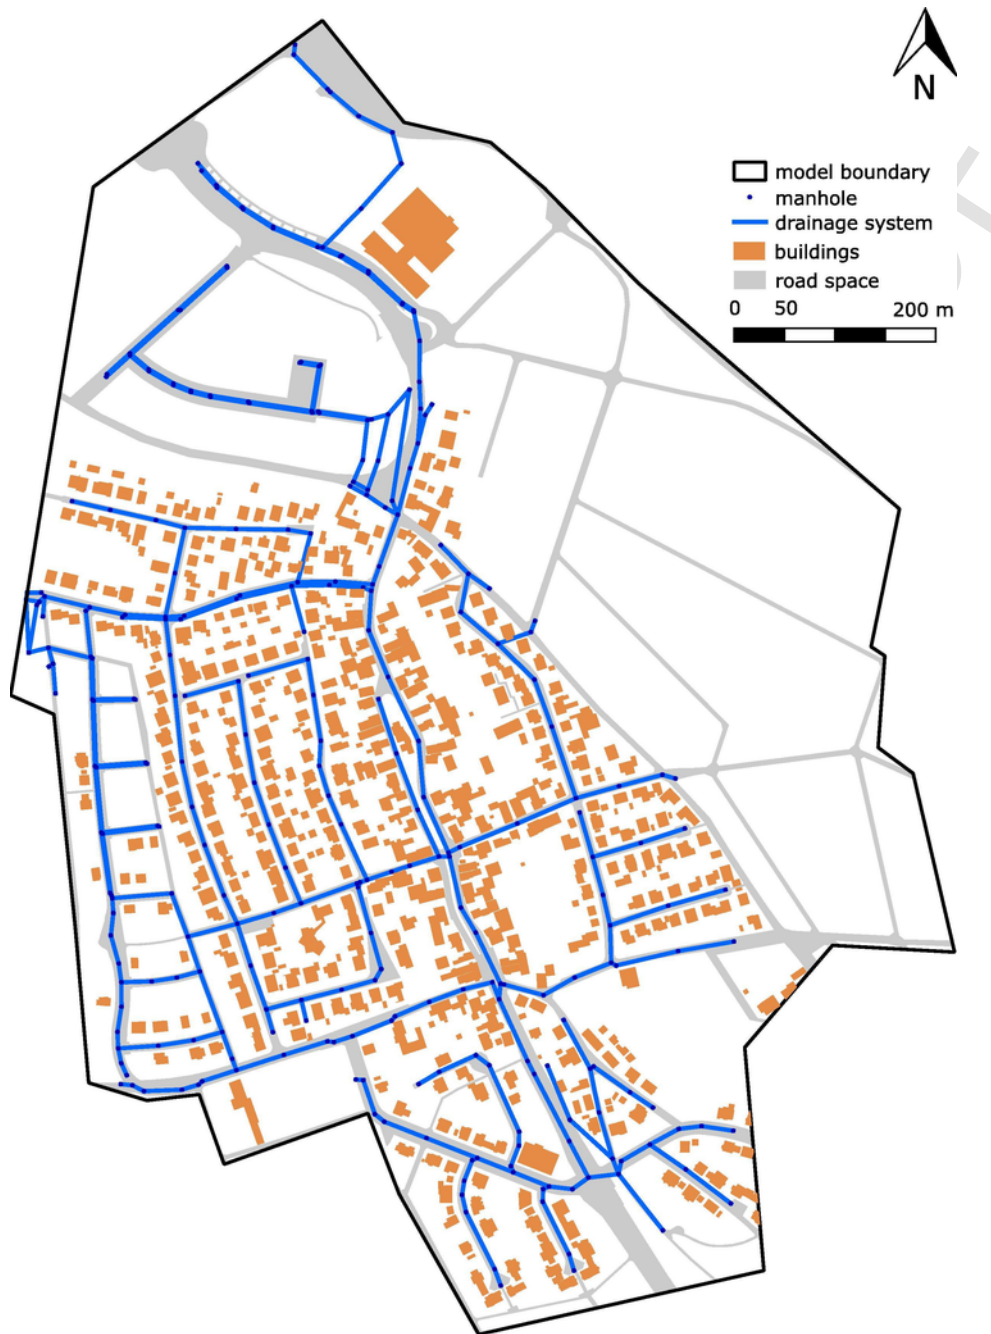 N
model boundary
manhole
drainage system
buildings
road space
0 50 200 m